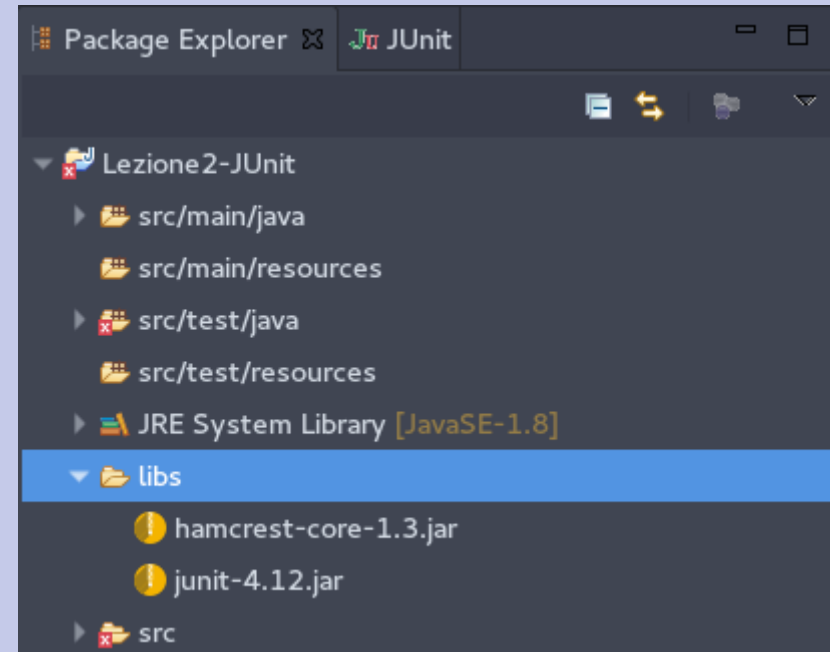 Package Explorer JUnit
Lezione2-JUnit
src/main/java
src/main/resources
src/test/java
src/test/resources
JRE System Library [JavaSE-1.8]
libs
hamcrest-core-1.3.jar
junit-4.12.jar
src